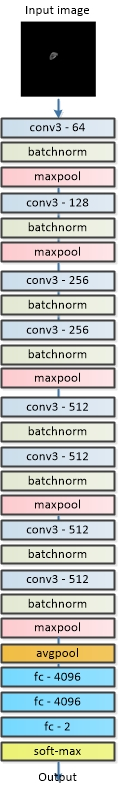 Input image
conv3 - 64
batchnorm
maxpool
conv3 - 128
batchnorm
maxpool
conv3 - 256
batchnorm
conv3 - 256
batchnorm
maxpool
conv3 - 512
batchnorm
conv3 - 512
batchnorm
maxpool
conv3 - 512
batchnorm
conv3 - 512
batchnorm
maxpool
avgpool
fc - 4096
fc - 4096
fc - 2
soft-max
Output